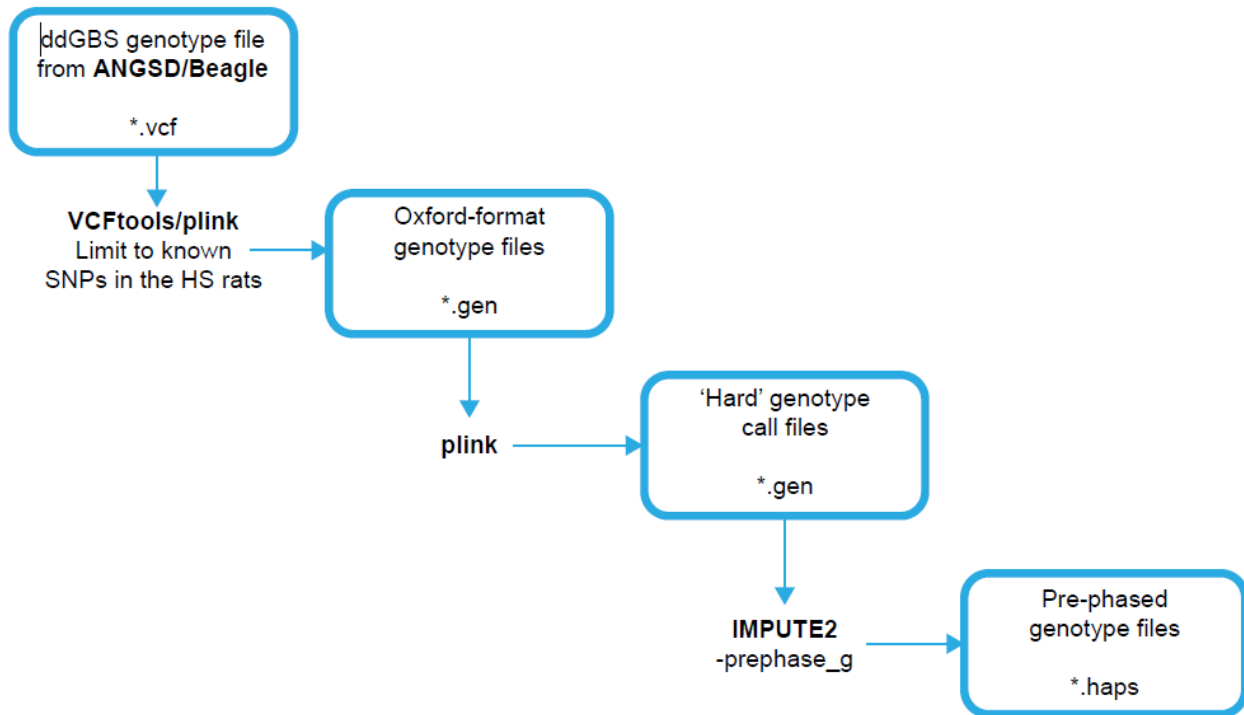 ddGBS genotype file
from ANGSD/Beagle
*.vcf
VCFtools/plink
Limit to known
SNPs in the HS rats
Oxford-format
genotype files
*.gen
plink
‘Hard’ genotype
call files
*.gen
IMPUTE2
-prephase_g
Pre-phased
genotype files
*.haps